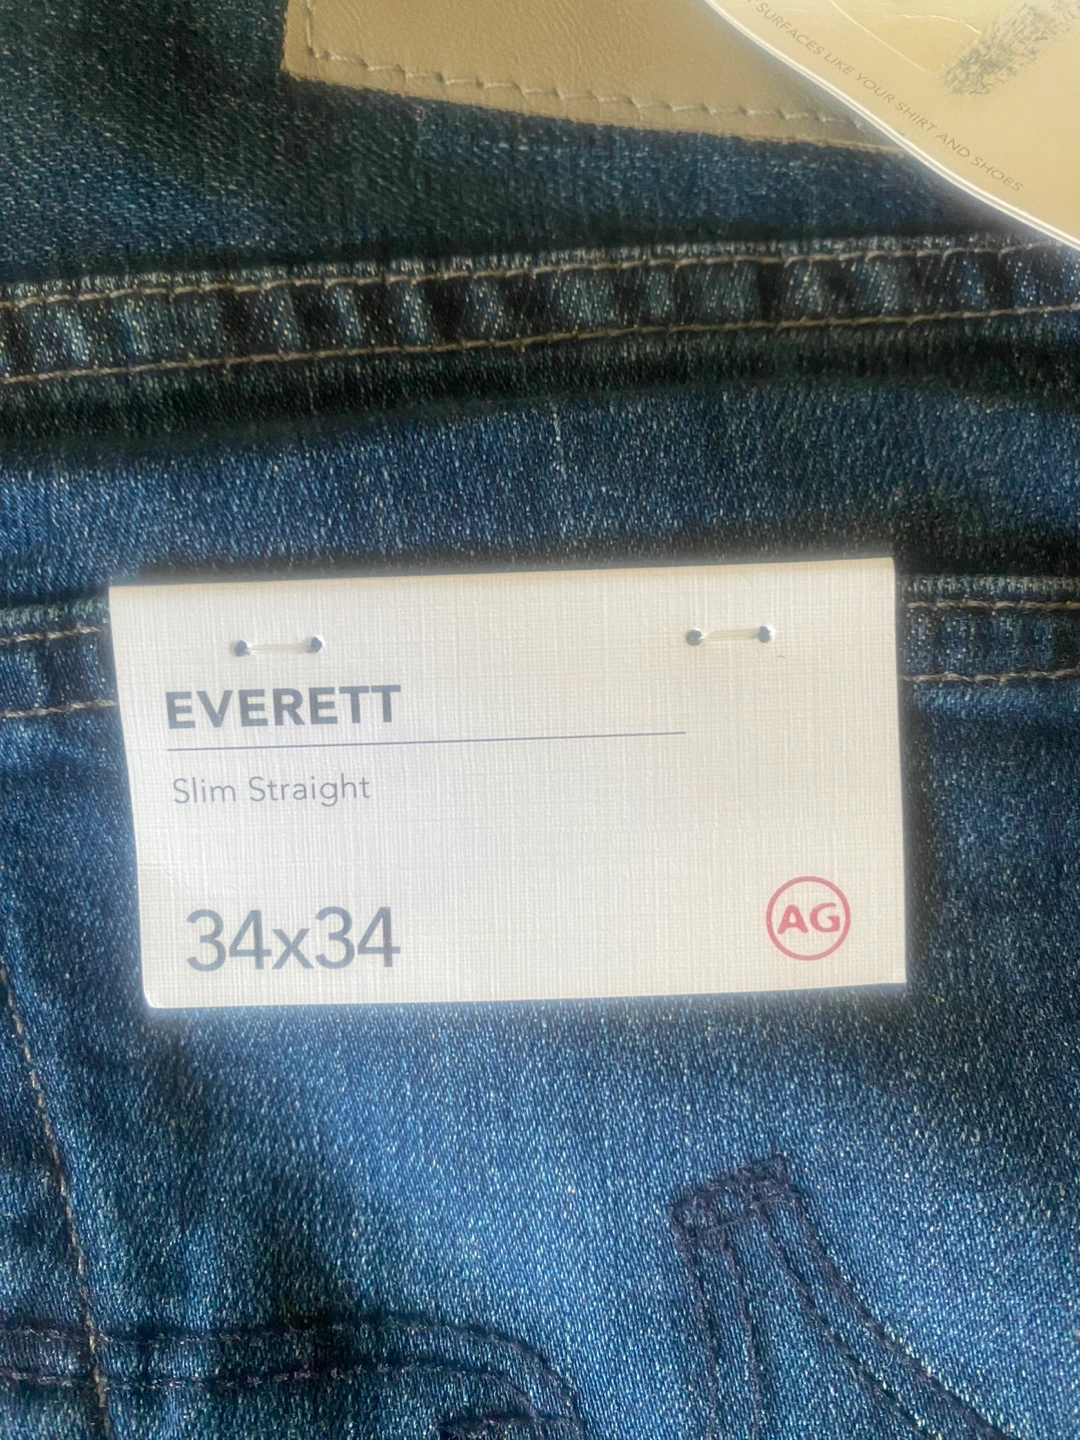 SURFACES LIKE YOUR SHIRT AND SHOES
EVERETT
Slim Straight
34x34
AG